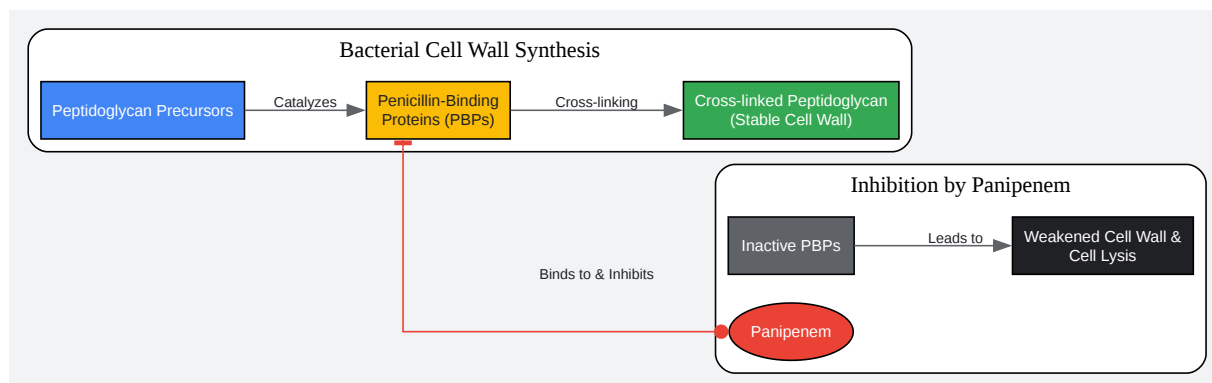 Bacterial Cell Wall Synthesis
Peptidoglycan Precursors
Catalyzes
Penicillin-Binding
Proteins (PBPs)
Cross-linking
Cross-linked Peptidoglycan
(Stable Cell Wall)
Inhibition by Panipenem
Inactive PBPs
Leads to
Weakened Cell Wall &
Cell Lysis
Binds to & Inhibits
Panipenem